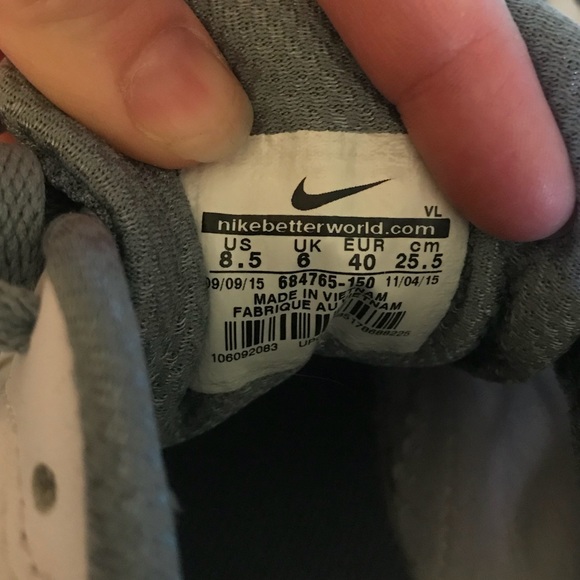 VL
nikebetterworld.com
US UK EUR cm
8.5 6 40 25.5
09/09/15 684765-150 11/04/15
MADE IN VIETNAM
FABRIQUE AU
106092083